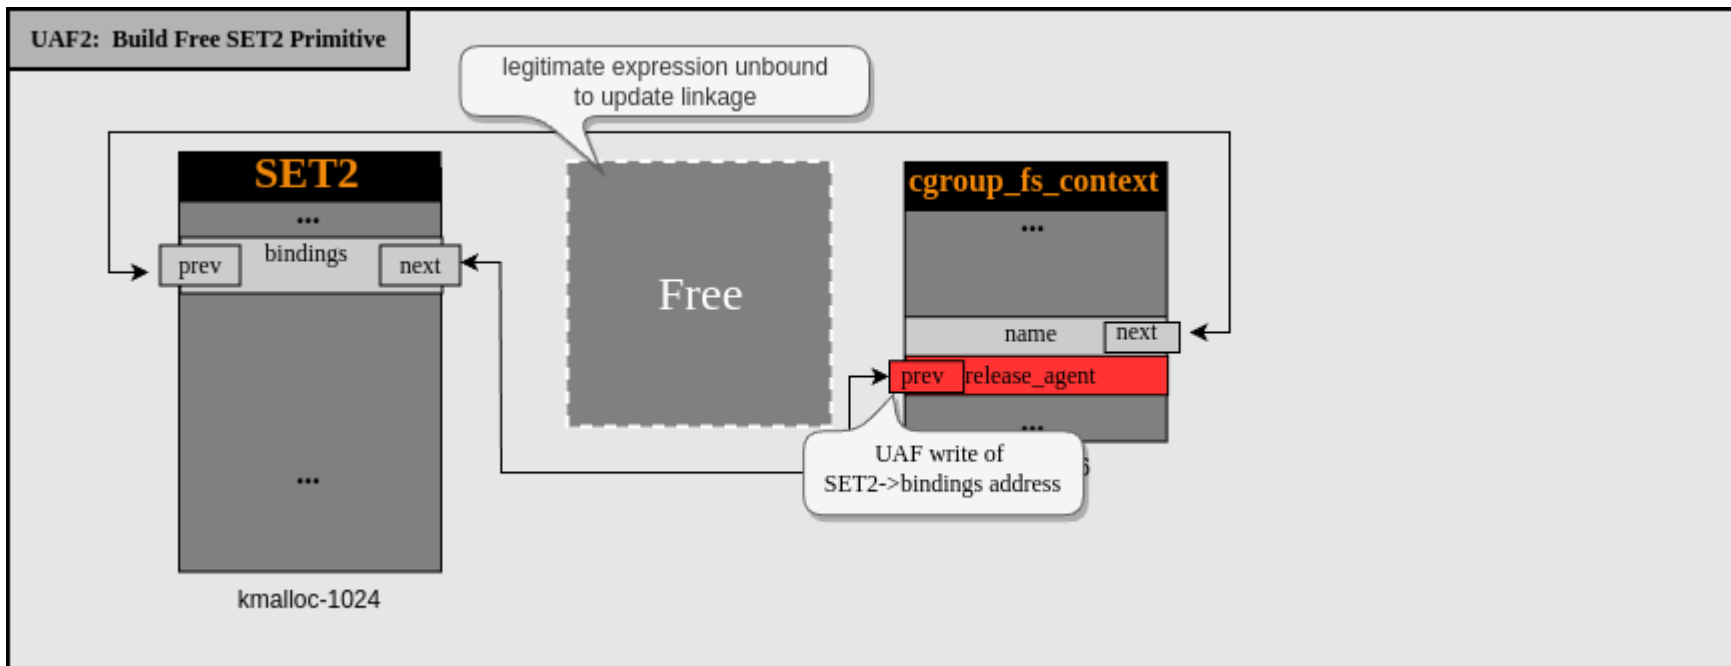 UAF2: Build Free SET2 Primitive
legitimate expression unbound
to update linkage
SET2
...
prev
bindings
next
...
kmalloc-1024
Free
cgroup_fs_context
...
name
next
prev
release_agent
...
UAF write of
SET2->bindings address